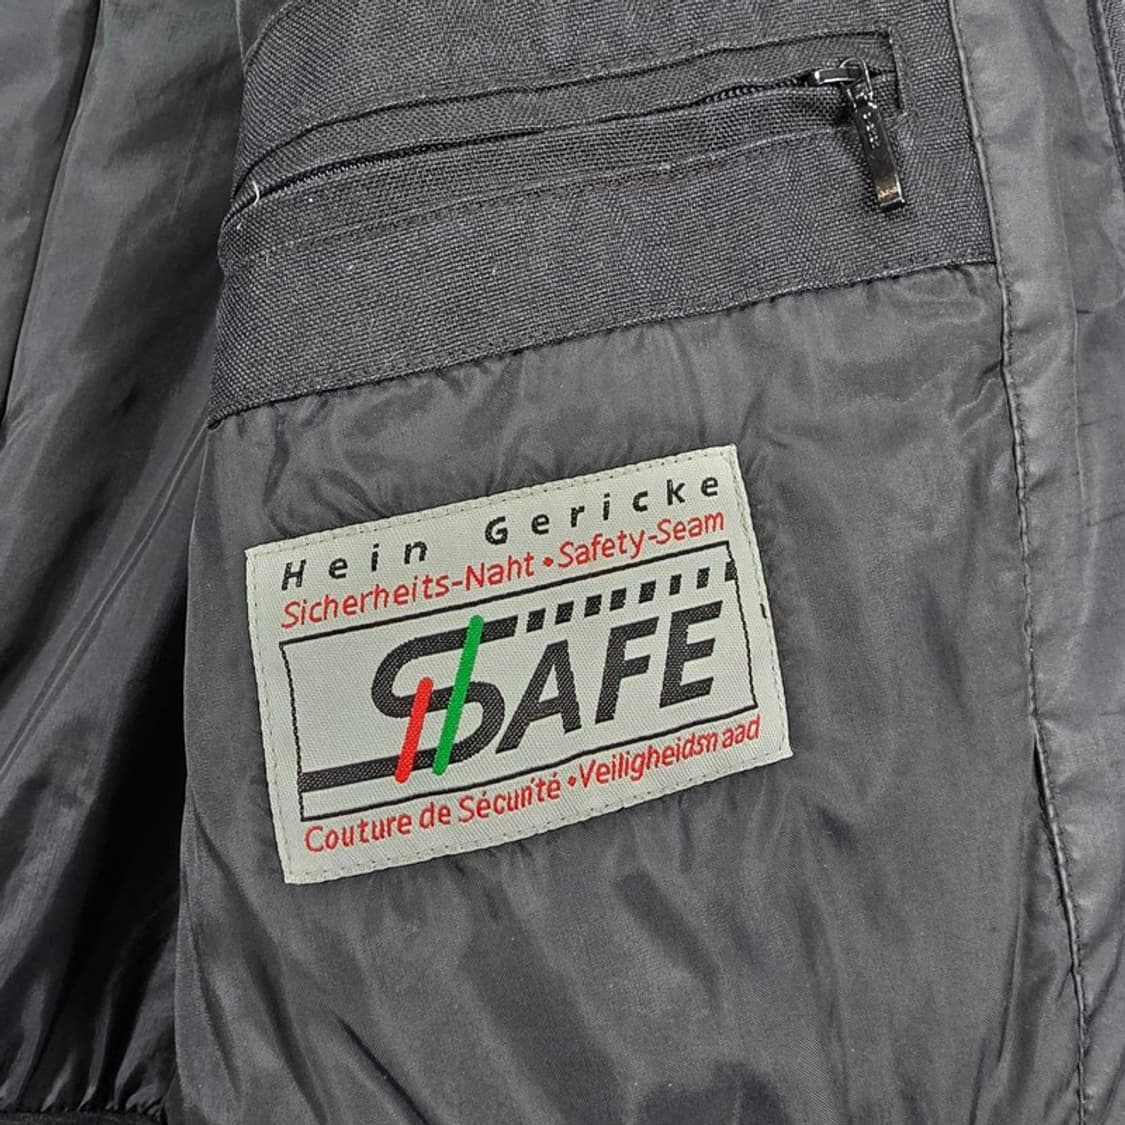 Hein Gericke
Sicherheits-Naht • Safety-Seam
SAFE
Couture de Sécurité • Veiligheidsnaad